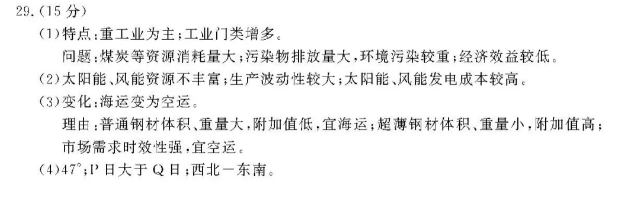 29.(15分)
(1)特点:重工业为主;工业门类增多。
问题:煤炭等资源消耗量大;污染物排放量大,环境污染较重;经济效益较低。
(2)太阳能、风能资源不丰富;生产波动性较大;太阳能、风能发电成本较高。
(3)变化:海运变为空运。
理由:普通钢材体积、重量大,附加值低,宜海运;超薄钢材体积、重量小,附加值高;
市场需求时效性强,宜空运。
(4)47°;P日大于Q日;西北—东南。